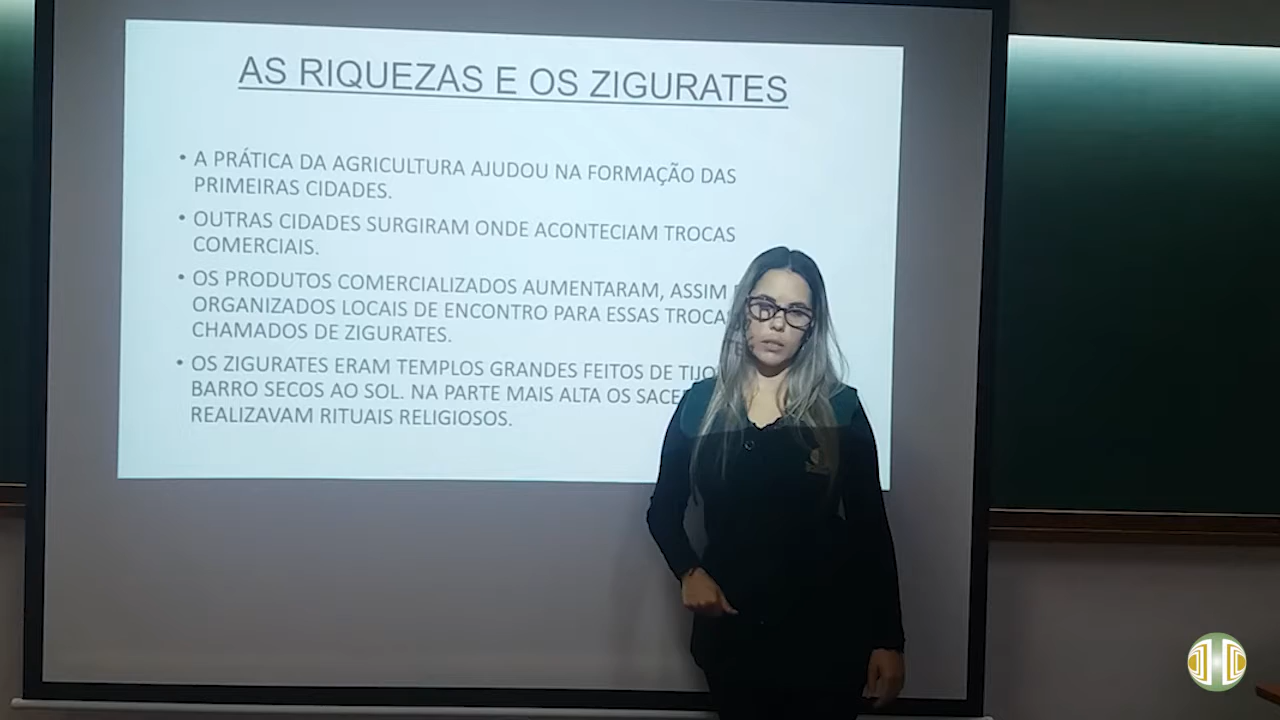 AS RIQUEZAS E OS ZIGURATES
• A PRÁTICA DA AGRICULTURA AJUDOU NA FORMAÇÃO DAS
PRIMEIRAS CIDADES.
• OUTRAS CIDADES SURGIRAM ONDE ACONTECIAM TROCAS
COMERCIAIS.
• OS PRODUTOS COMERCIALIZADOS AUMENTARAM, ASSIM
ORGANIZADOS LOCAIS DE ENCONTRO PARA ESSAS
CHAMADOS DE ZIGURATES.
• OS ZIGURATES ERAM TEMPLOS GRANDES FEITOS DE
BARRO SECOS AO SOL. NA PARTE MAIS ALTA OS
REALIZAVAM RITUAIS RELIGIOSOS.